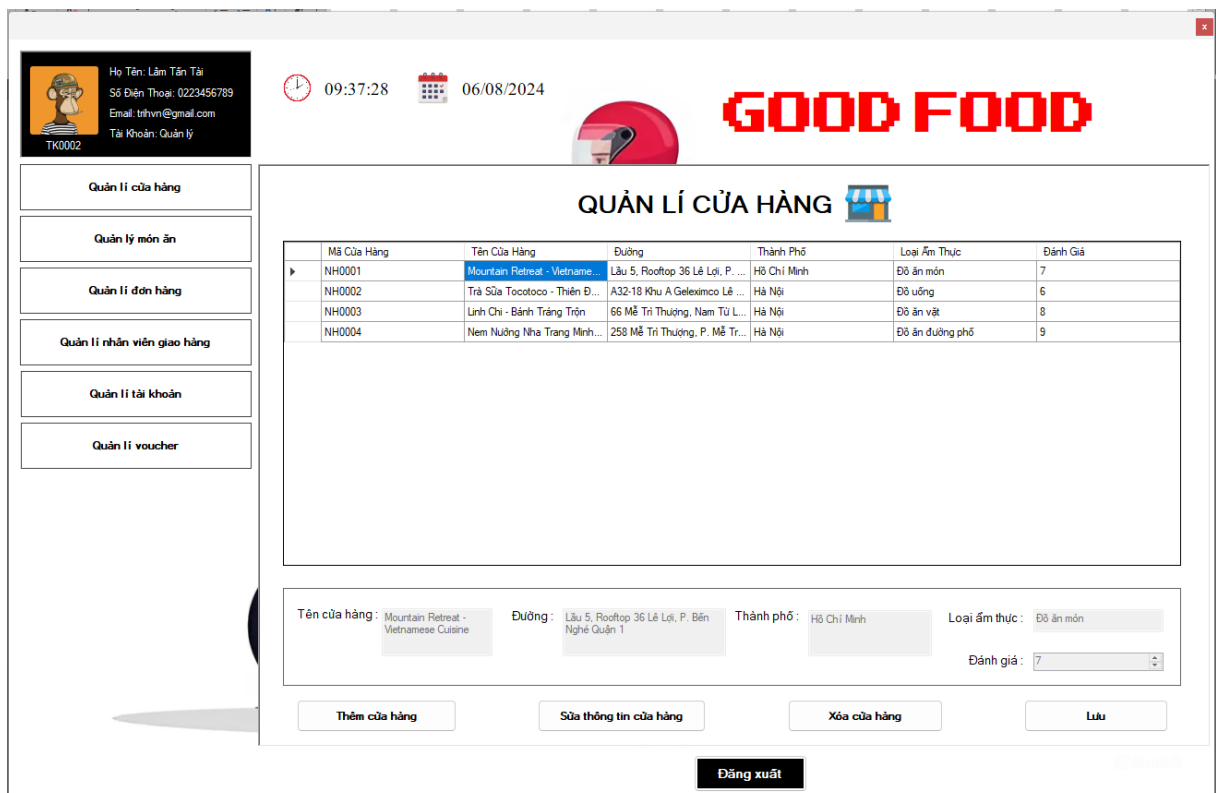 x
Họ Tên: Lâm Tấn Tài
Số Điện Thoại: 0223456789
Email: trihvn@gmail.com
Tài Khoản: Quản lý
TK0002
09:37:28
06/08/2024
GOOD FOOD
Quản lí cửa hàng
Quản lý món ăn
Quản lí đơn hàng
Quản lí nhân viên giao hàng
Quản lí tài khoản
Quản lí voucher
QUẢN LÍ CỬA HÀNG
Mã Cửa Hàng Tên Cửa Hàng Đường Thành Phố Loại Ẩm Thực Đánh Giá
NH0001 Mountain Retreat - Vietname... Lầu 5, Rooftop 36 Lê Lợi, P. ... Hồ Chí Minh Đồ ăn món 7
NH0002 Trà Sữa Tocotoco - Thiên Đ... A32-18 Khu A Geleximco Lê ... Hà Nội Đồ uống 6
NH0003 Linh Chi - Bánh Tráng Trộn 66 Mễ Trì Thượng, Nam Từ L... Hà Nội Đồ ăn vặt 8
NH0004 Nem Nướng Nha Trang Minh... 258 Mễ Trì Thượng, P. Mễ Tr... Hà Nội Đồ ăn đường phố 9
Tên cửa hàng : Mountain Retreat - Vietnamese Cuisine
Đường : Lầu 5, Rooftop 36 Lê Lợi, P. Bến Nghé Quận 1
Thành phố : Hồ Chí Minh
Loại ẩm thực : Đồ ăn món
Đánh giá : 7
Thêm cửa hàng
Sửa thông tin cửa hàng
Xóa cửa hàng
Lưu
Đăng xuất